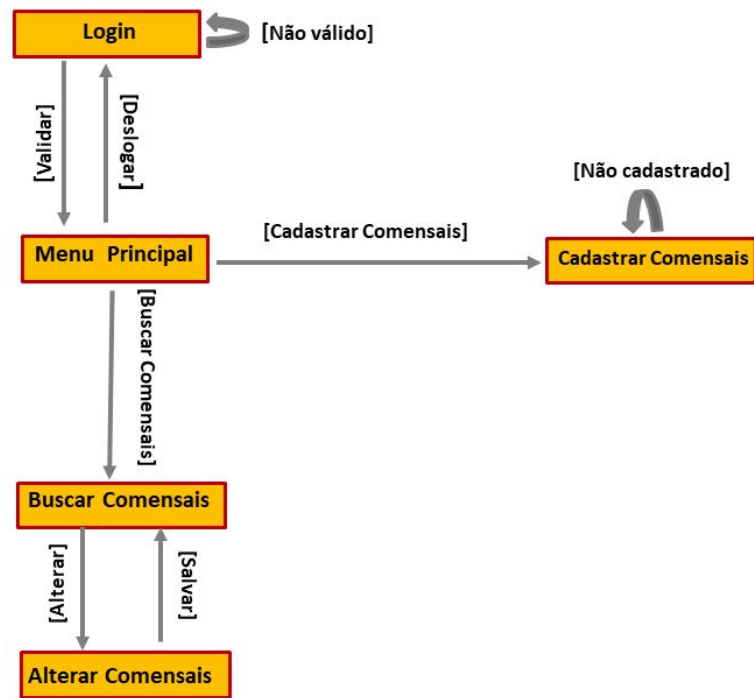 Login
[Não válido]
[Validar]
[Deslogar]
[Não cadastrado]
[Cadastrar Comensais]
Menu Principal
Cadastrar Comensais
[Buscar Comensais]
Buscar Comensais
[Alterar]
[Salvar]
Alterar Comensais